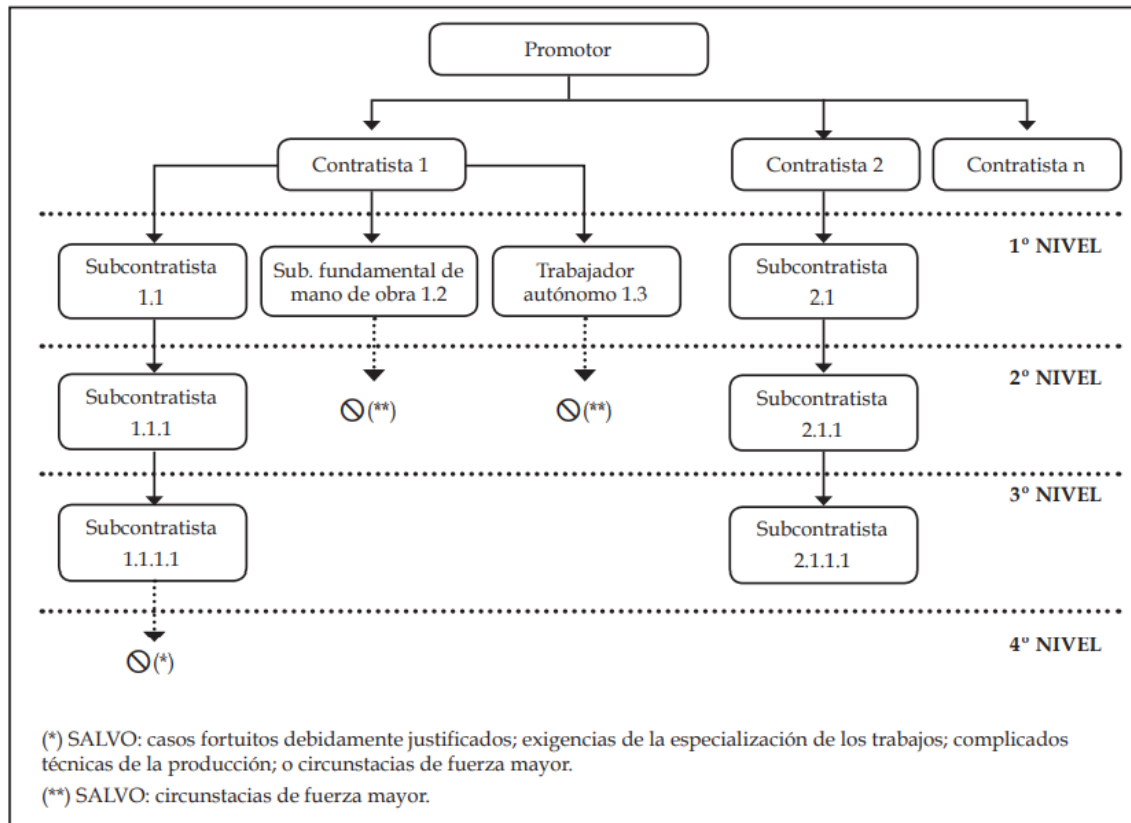 Promotor
Contratista 1
Contratista 2
Contratista n
1º NIVEL
Subcontratista
1.1
Sub. fundamental de
mano de obra 1.2
Trabajador
autónomo 1.3
Subcontratista
2.1
2º NIVEL
Subcontratista
1.1.1
(**)
(**)
Subcontratista
2.1.1
3º NIVEL
Subcontratista
1.1.1.1
Subcontratista
2.1.1.1
4º NIVEL
(*)
(*) SALVO: casos fortuitos debidamente justificados; exigencias de la especialización de los trabajos; complicados
técnicas de la producción; o circunstacias de fuerza mayor.
(**) SALVO: circunstacias de fuerza mayor.